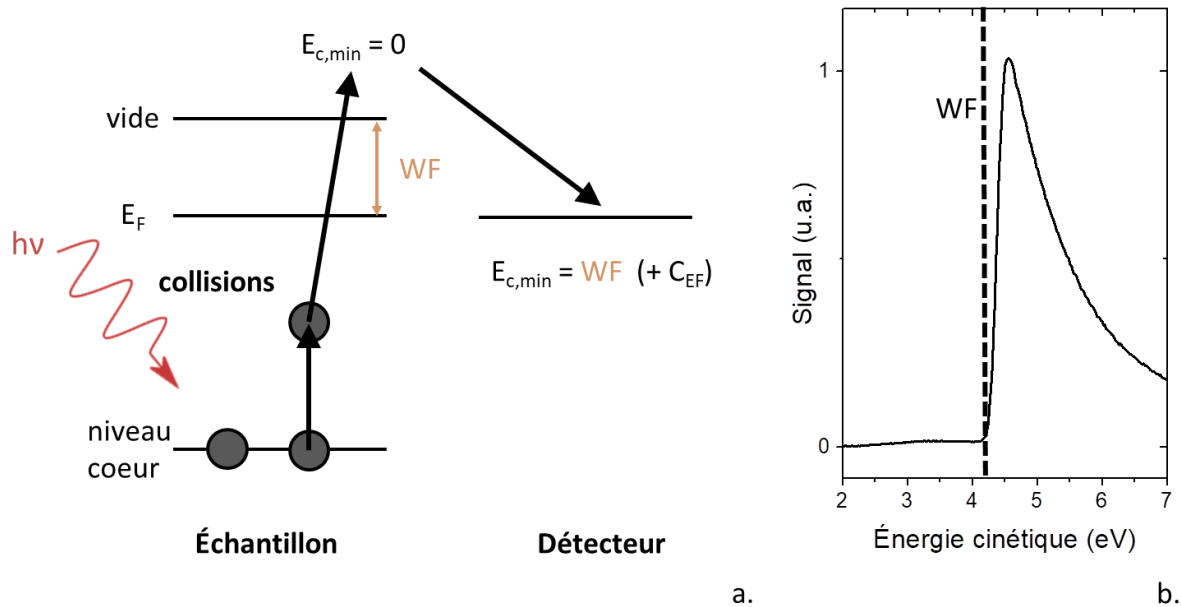 E_c,min = 0
vide
WF
E_F
hν
collisions
E_c,min = WF (+ C_EF)
niveau
coeur
Échantillon
Détecteur
a.
WF
Signal (u.a.)
1
0
2 3 4 5 6 7
Énergie cinétique (eV)
b.